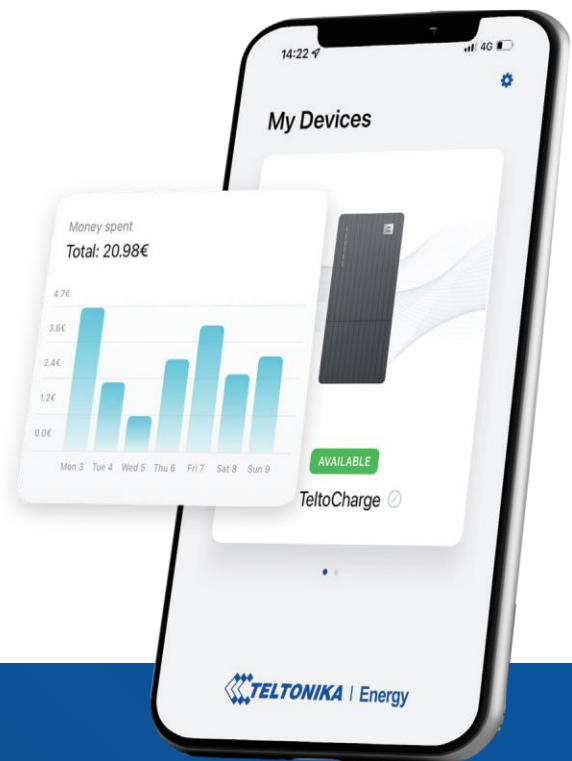 14:22
4G
My Devices
Money spent
Total: 20.98€
4.7€
3.6€
2.4€
1.2€
0.0€
Mon 3 Tue 4 Wed 5 Thu 6 Fri 7 Sat 8 Sun 9
AVAILABLE
TeltoCharge
TELTONIKA | Energy